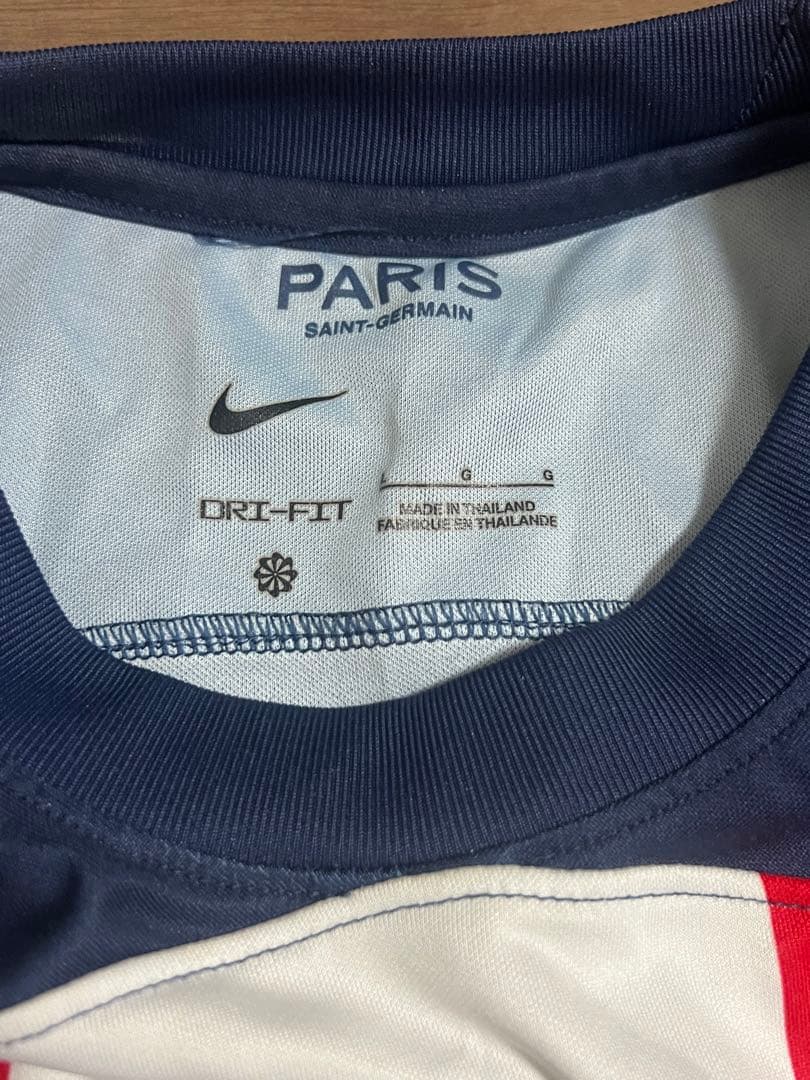 PARIS
SAINT-GERMAIN
L G G
DRI-FIT
MADE IN THAILAND
FABRIQUE EN THAILANDE